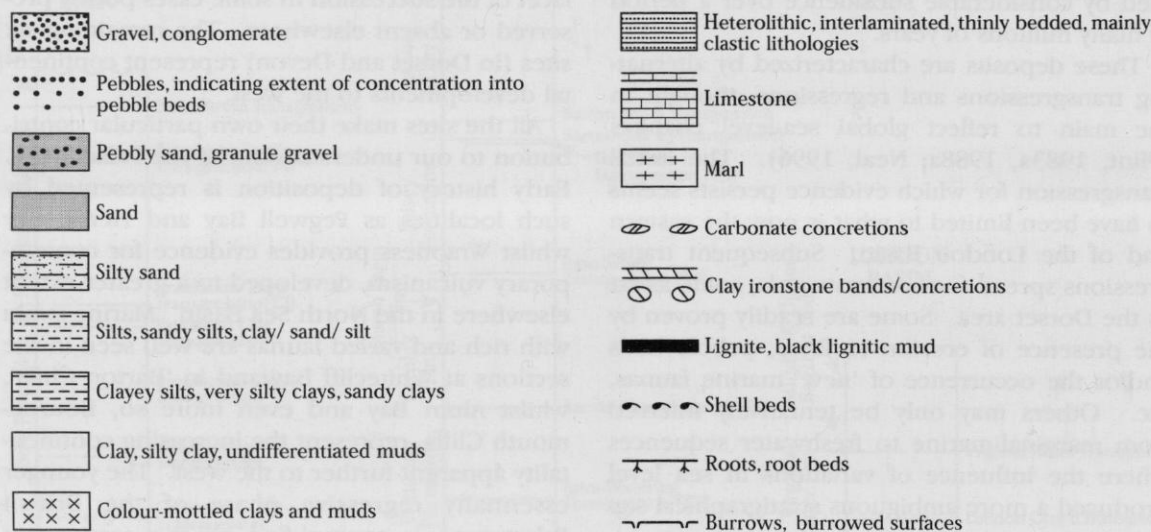 Gravel, conglomerate
Pebbles, indicating extent of concentration into
pebble beds
Pebbly sand, granule gravel
Sand
Silty sand
Silts, sandy silts, clay/ sand/ silt
Clayey silts, very silty clays, sandy clays
Clay, silty clay, undifferentiated muds
Colour-mottled clays and muds
Heterolithic, interlaminated, thinly bedded, mainly
clastic lithologies
Limestone
Marl
Carbonate concretions
Clay ironstone bands/concretions
Lignite, black lignitic mud
Shell beds
Roots, root beds
Burrows, burrowed surfaces